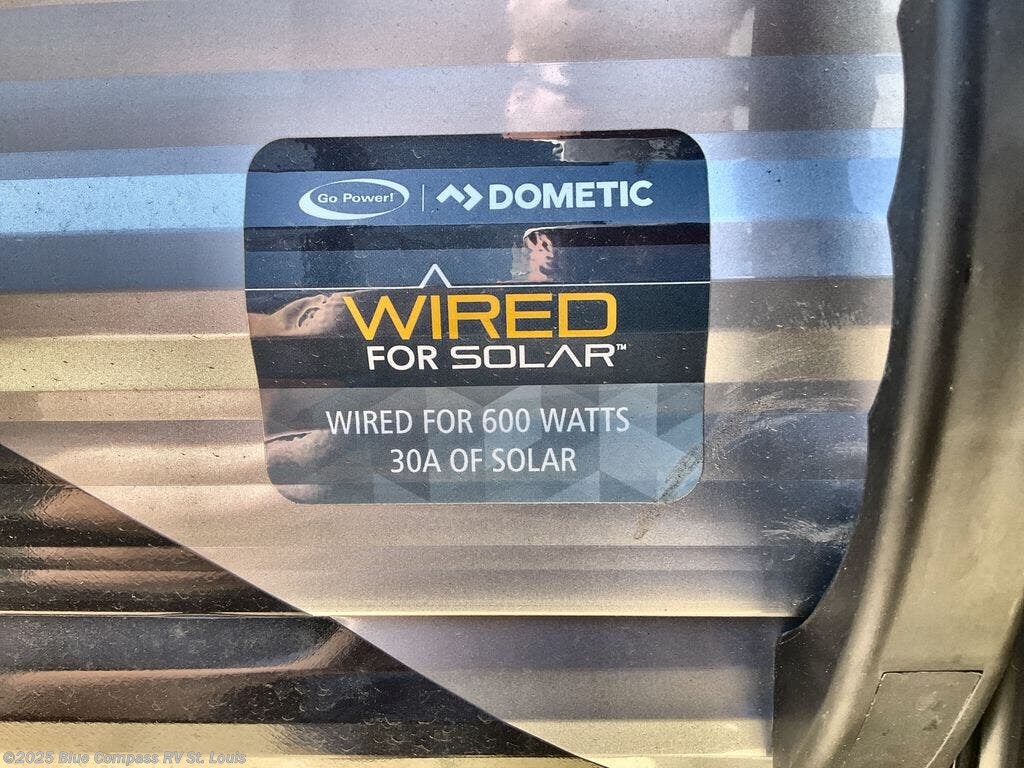 Go Power! | DOMETIC
WIRED
FOR SOLAR™
WIRED FOR 600 WATTS
30A OF SOLAR
©2025 Blue Compass RV St. Louis